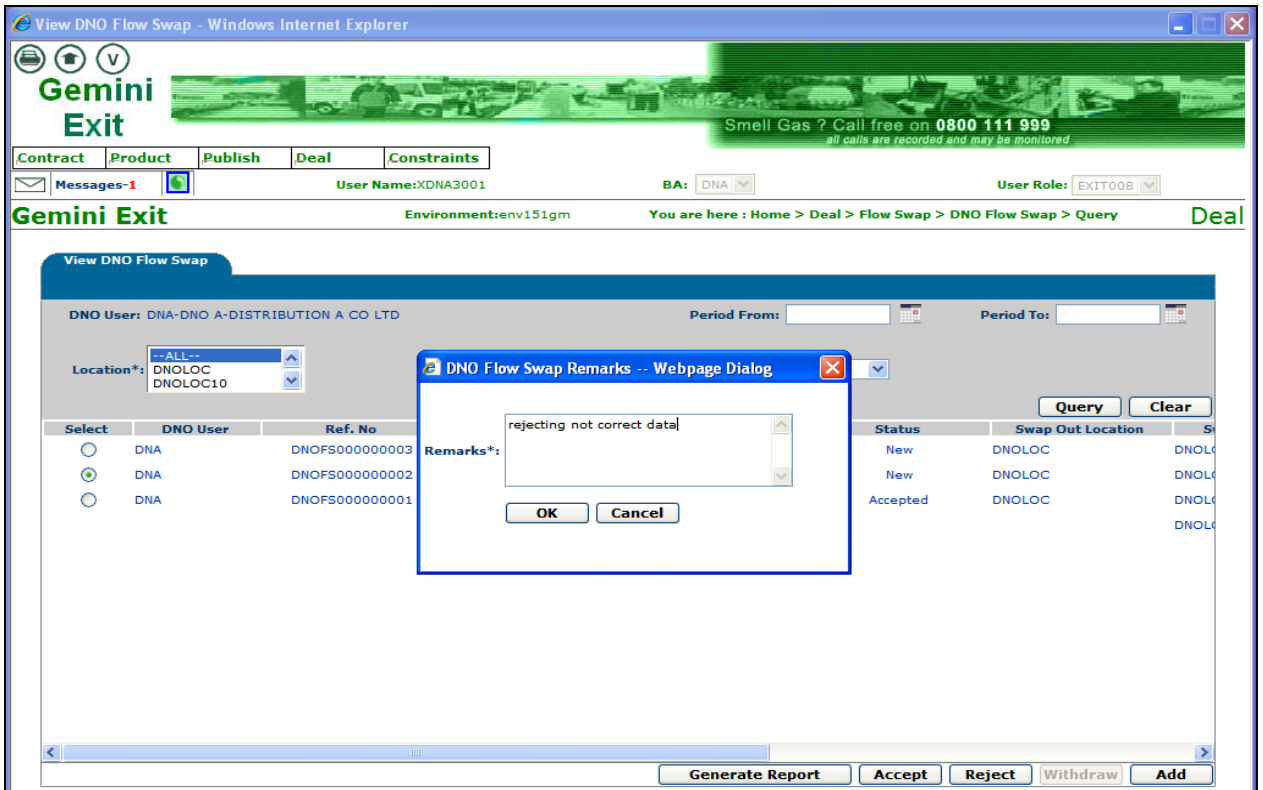 View DNO Flow Swap - Windows Internet Explorer
V
Gemini
Exit
Smell Gas ? Call free on 0800 111 999
all calls are recorded and may be monitored
Contract Product Publish Deal Constraints
Messages-1 User Name:XDNA3001 BA: DNA User Role: EXIT008
Gemini Exit Environment:env151gm You are here : Home > Deal > Flow Swap > DNO Flow Swap > Query Deal
View DNO Flow Swap
DNO User: DNA-DNO A-DISTRIBUTION A CO LTD Period From: Period To:
Location*: --ALL--
DNOLOC
DNOLOC10
DNO Flow Swap Remarks -- Webpage Dialog
Remarks*: rejecting not correct data
OK Cancel
Query Clear
Select DNO User Ref. No Status Swap Out Location S
DNA DNOFS000000003 New DNOLOC DNOL
DNA DNOFS000000002 New DNOLOC DNOL
DNA DNOFS000000001 Accepted DNOLOC DNOL
DNOL
Generate Report Accept Reject Withdraw Add